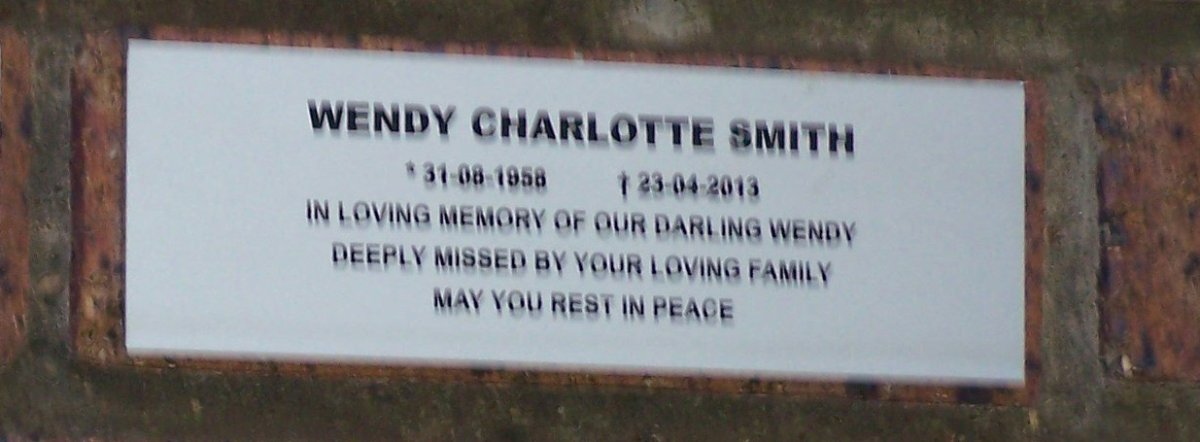 WENDY CHARLOTTE SMITH
* 31-08-1958 † 23-04-2013
IN LOVING MEMORY OF OUR DARLING WENDY
DEEPLY MISSED BY YOUR LOVING FAMILY
MAY YOU REST IN PEACE